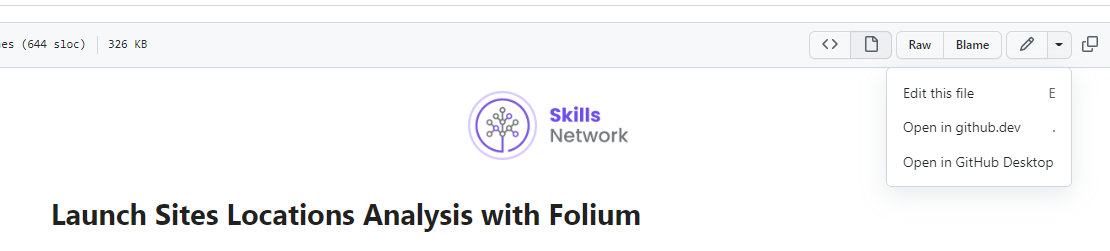 es (644 sloc) 326 KB
Raw Blame
Edit this file E
Open in github.dev .
Open in GitHub Desktop
Skills
Network
Launch Sites Locations Analysis with Folium